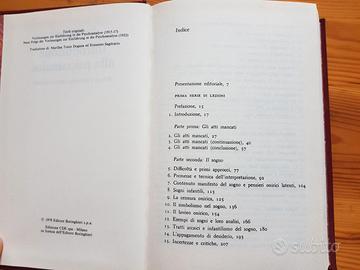 Titoli originali
Vorlesungen zur Einführung in die Psychoanalyse (1915-17)
Neue Folge der Vorlesungen zur Einführung in die Psychoanalyse (1932)
Traduzione di Marilisa Tonin Dogana ed Ermanno Sagittario
© 1978 Editore Boringhieri s.p.a.
Edizione CDE spa - Milano
su licenza dell'Editore Boringhieri
Indice
Presentazione editoriale, 7
PRIMA SERIE DI LEZIONI
Prefazione, 15
1. Introduzione, 17
Parte prima: Gli atti mancati
2. Gli atti mancati, 27
3. Gli atti mancati (continuazione), 40
4. Gli atti mancati (conclusione), 57
Parte seconda: Il sogno
5. Difficoltà e primi approcci, 77
6. Premesse e tecnica dell'interpretazione, 92
7. Contenuto manifesto del sogno e pensieri onirici latenti, 104
8. Sogni infantili, 115
9. La censura onirica, 125
10. Il simbolismo nel sogno, 136
11. Il lavoro onirico, 155
12. Esempi di sogni e loro analisi, 168
13. Tratti arcaici e infantilismo del sogno, 180
14. L'appagamento di desiderio, 193
15. Incertezze e critiche, 207
subito